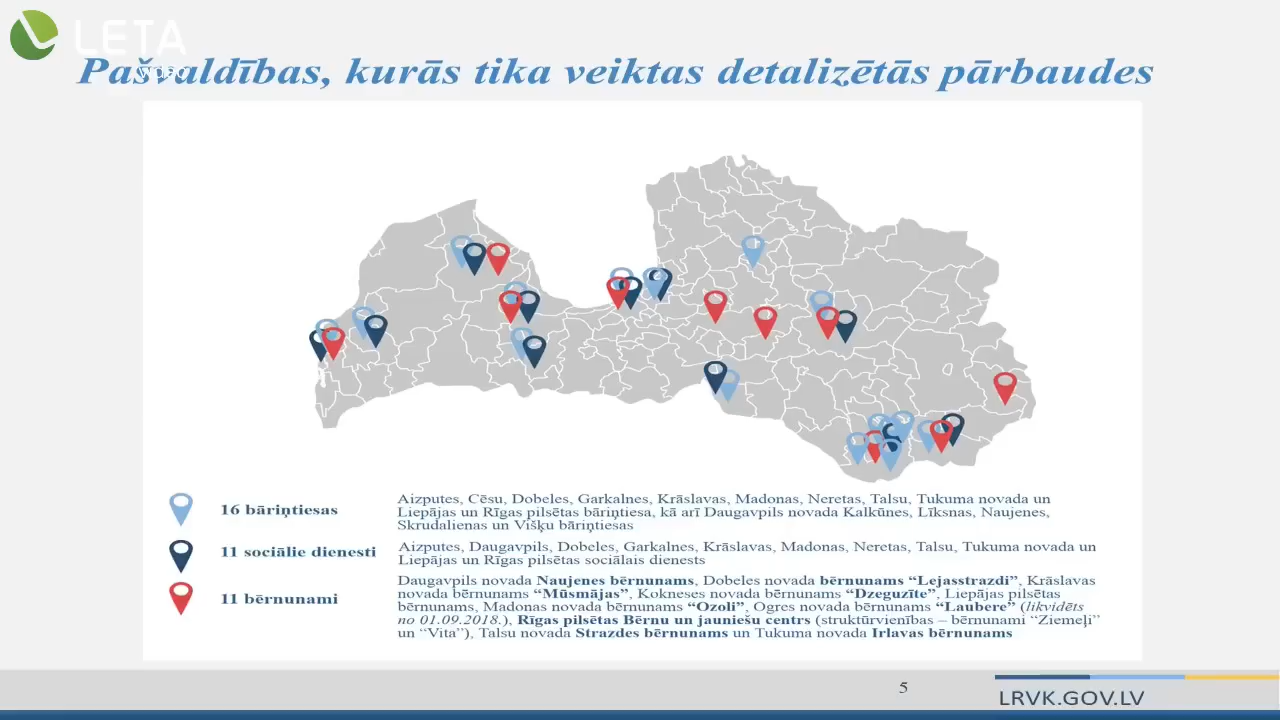 LETA
Pašvaldības, kurās tika veiktas detalizētās pārbaudes
16 bāriņtiesas
Aizputes, Cēsu, Dobeles, Garkalnes, Krāslavas, Madonas, Neretas, Talsu, Tukuma novada un
Liepājas un Rīgas pilsētas bāriņtiesa, kā arī Daugavpils novada Kalkūnes, Līksnas, Naujenes,
Skrudalienas un Višķu bāriņtiesas
11 sociālie dienesti
Aizputes, Daugavpils, Dobeles, Garkalnes, Krāslavas, Madonas, Neretas, Talsu, Tukuma novada un
Liepājas un Rīgas pilsētas sociālais dienests
11 bērnunami
Daugavpils novada Naujenes bērnunams, Dobeles novada bērnunams “Lejasstrazdi”, Krāslavas
novada bērnunams “Mūsmājas”, Kokneses novada bērnunams “Dzeguzīte”, Liepājas pilsētas
bērnunams, Madonas novada bērnunams “Ozoli”, Ogres novada bērnunams “Laubere” (likvidēts
no 01.09.2018.), Rīgas pilsētas Bērnu un jauniešu centrs (struktūrvienības – bērnunami “Ziemeļi”
un “Vita”), Talsu novada Strazdes bērnunams un Tukuma novada Irlavas bērnunams
5
LRVK.GOV.LV